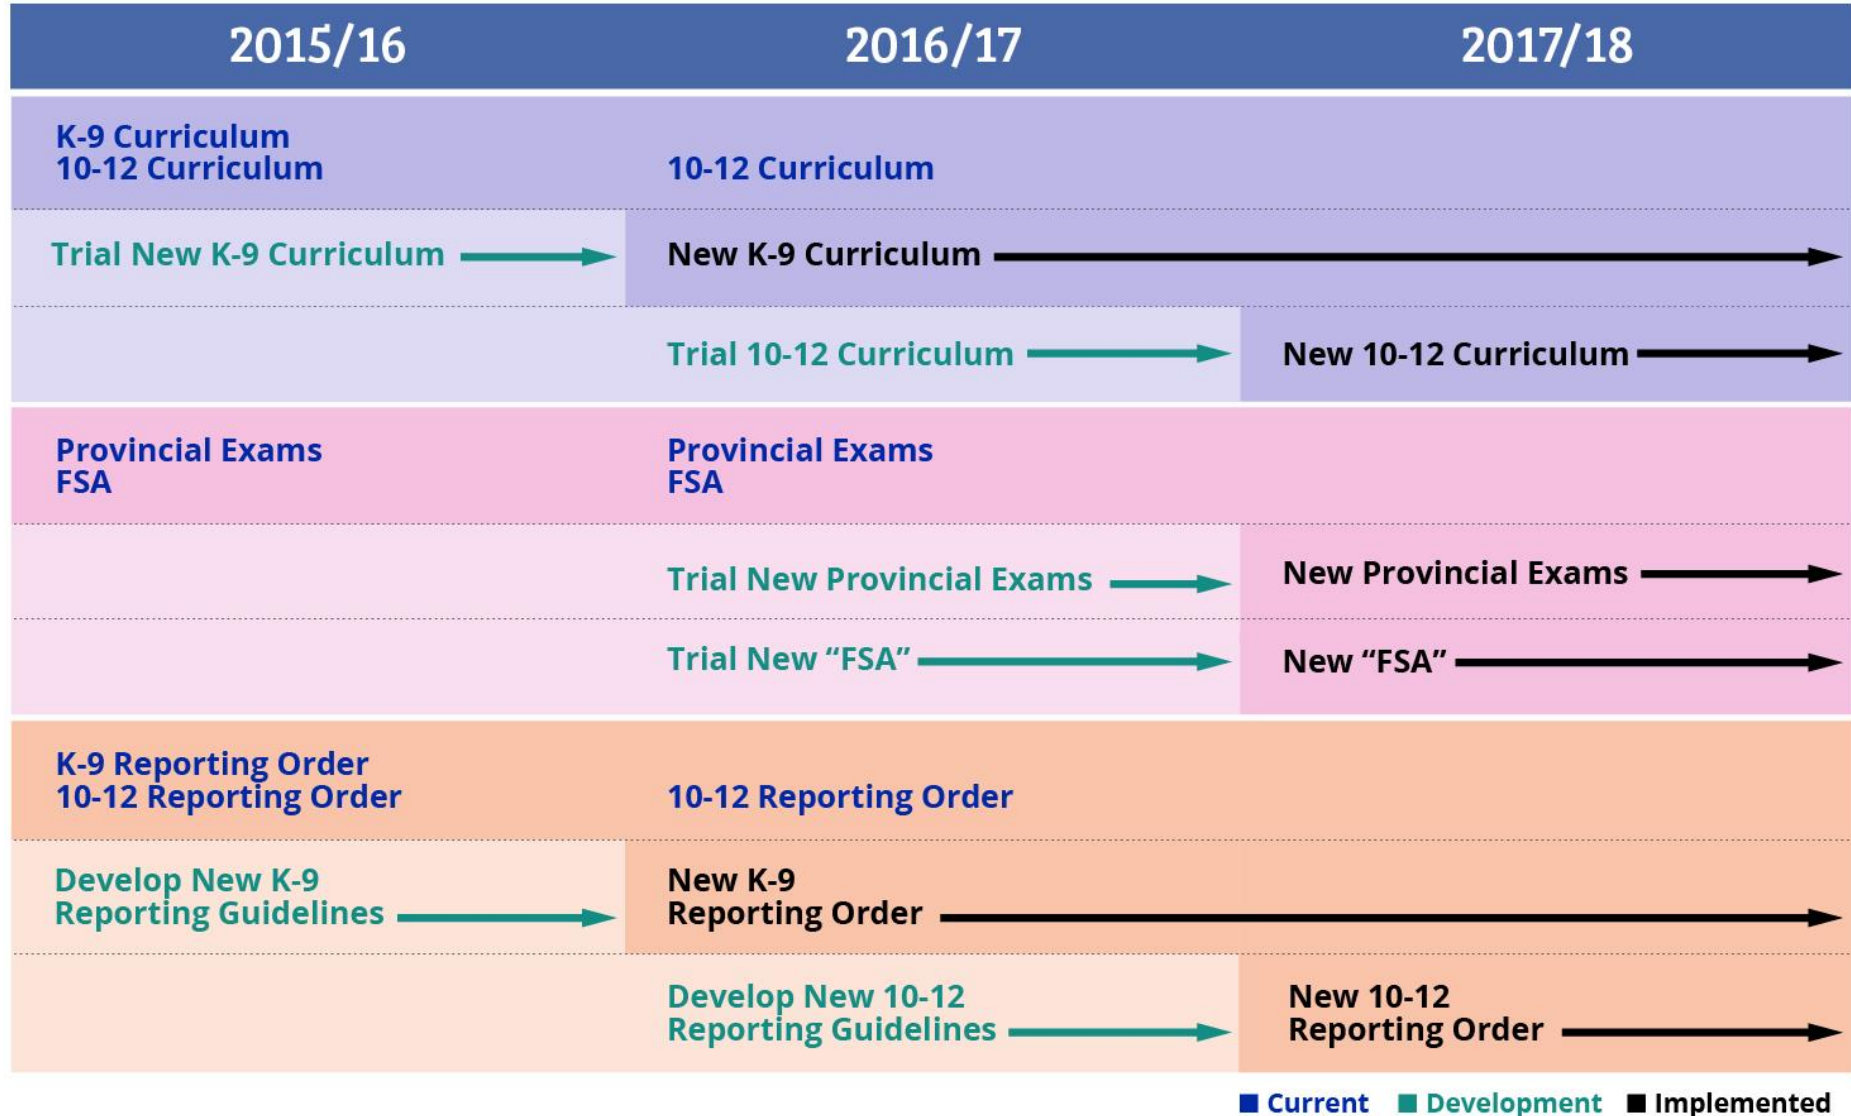 2015/16 2016/17 2017/18
K-9 Curriculum
10-12 Curriculum 10-12 Curriculum
Trial New K-9 Curriculum New K-9 Curriculum
Trial 10-12 Curriculum New 10-12 Curriculum
Provincial Exams Provincial Exams
FSA FSA
Trial New Provincial Exams New Provincial Exams
Trial New “FSA” New “FSA”
K-9 Reporting Order
10-12 Reporting Order 10-12 Reporting Order
Develop New K-9 New K-9
Reporting Guidelines Reporting Order
Develop New 10-12 New 10-12
Reporting Guidelines Reporting Order
Current Development Implemented